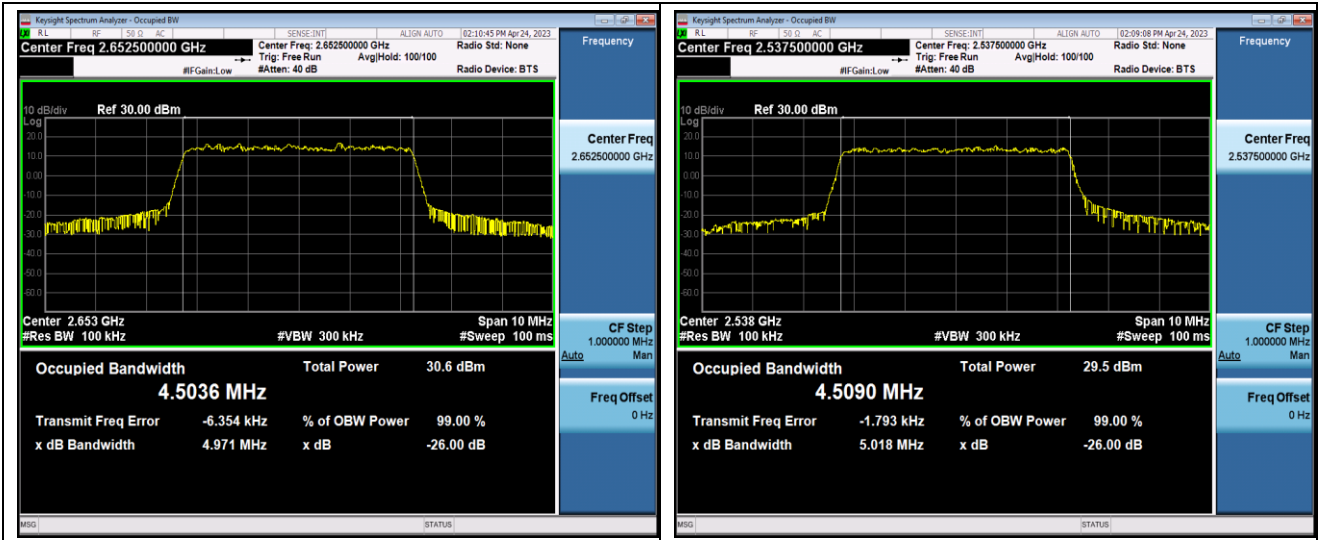 Keysight Spectrum Analyzer - Occupied BW
RL RF 50 Ω AC SENSE:INT ALIGN AUTO 02:10:45 PM Apr 24, 2023
Center Freq 2.652500000 GHz
Center Freq: 2.652500000 GHz
Radio Std: None
Trig: Free Run Avg|Hold: 100/100
#IFGain:Low
#Atten: 40 dB
Radio Device: BTS
10 dB/div Ref 30.00 dBm
Log
20.0
10.0
0.00
-10.0
-20.0
-30.0
-40.0
-50.0
-60.0
Center 2.653 GHz
Span 10 MHz
#Res BW 100 kHz
#VBW 300 kHz
#Sweep 100 ms
Occupied Bandwidth
Total Power 30.6 dBm
4.5036 MHz
Transmit Freq Error -6.354 kHz % of OBW Power 99.00 %
x dB Bandwidth 4.971 MHz x dB -26.00 dB
Frequency
Center Freq
2.652500000 GHz
CF Step
1.000000 MHz
Auto Man
Freq Offset
0 Hz
MSG STATUS
Keysight Spectrum Analyzer - Occupied BW
RL RF 50 Ω AC SENSE:INT ALIGN AUTO 02:09:08 PM Apr 24, 2023
Center Freq 2.537500000 GHz
Center Freq: 2.537500000 GHz
Radio Std: None
Trig: Free Run Avg|Hold: 100/100
#IFGain:Low
#Atten: 40 dB
Radio Device: BTS
10 dB/div Ref 30.00 dBm
Log
20.0
10.0
0.00
-10.0
-20.0
-30.0
-40.0
-50.0
-60.0
Center 2.538 GHz
Span 10 MHz
#Res BW 100 kHz
#VBW 300 kHz
#Sweep 100 ms
Occupied Bandwidth
Total Power 29.5 dBm
4.5090 MHz
Transmit Freq Error -1.793 kHz % of OBW Power 99.00 %
x dB Bandwidth 5.018 MHz x dB -26.00 dB
Frequency
Center Freq
2.537500000 GHz
CF Step
1.000000 MHz
Auto Man
Freq Offset
0 Hz
MSG STATUS